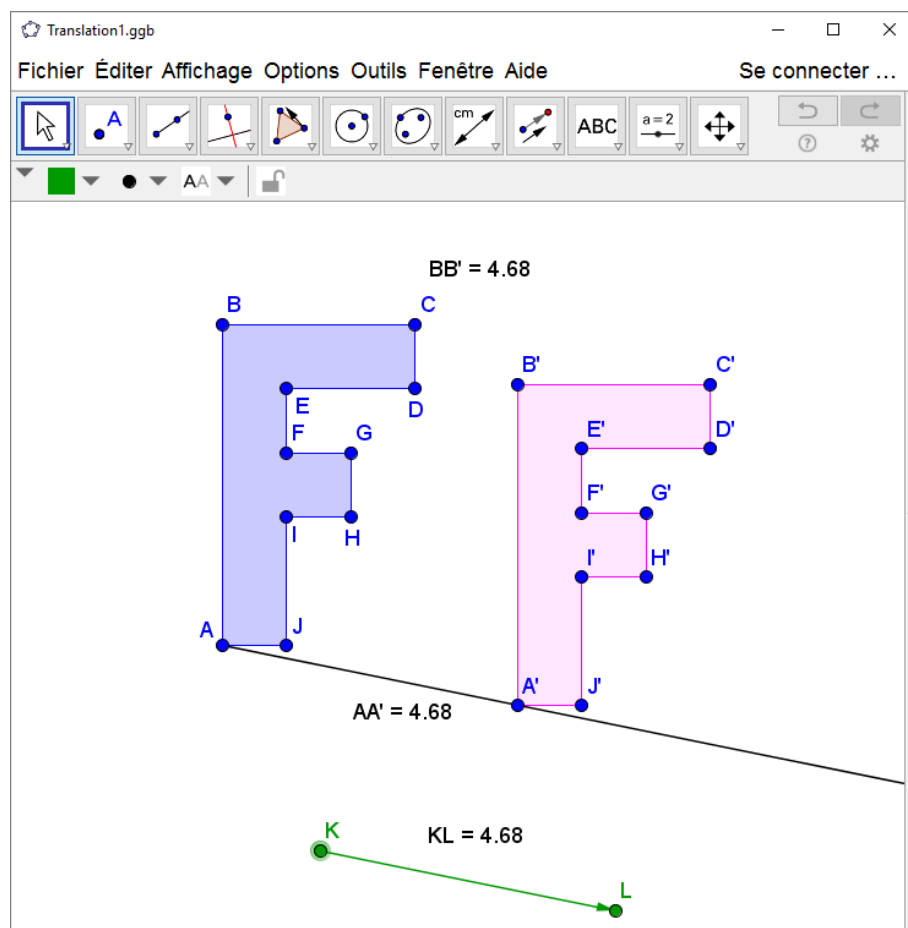 Translation1.ggb
Fichier Éditer Affichage Options Outils Fenêtre Aide Se connecter ...
A cm ABC a = 2
AA
BB' = 4.68
B C
B' C'
E D
E' D'
F G
F' G'
I H
I' H'
A J
A' J'
AA' = 4.68
K KL = 4.68
L